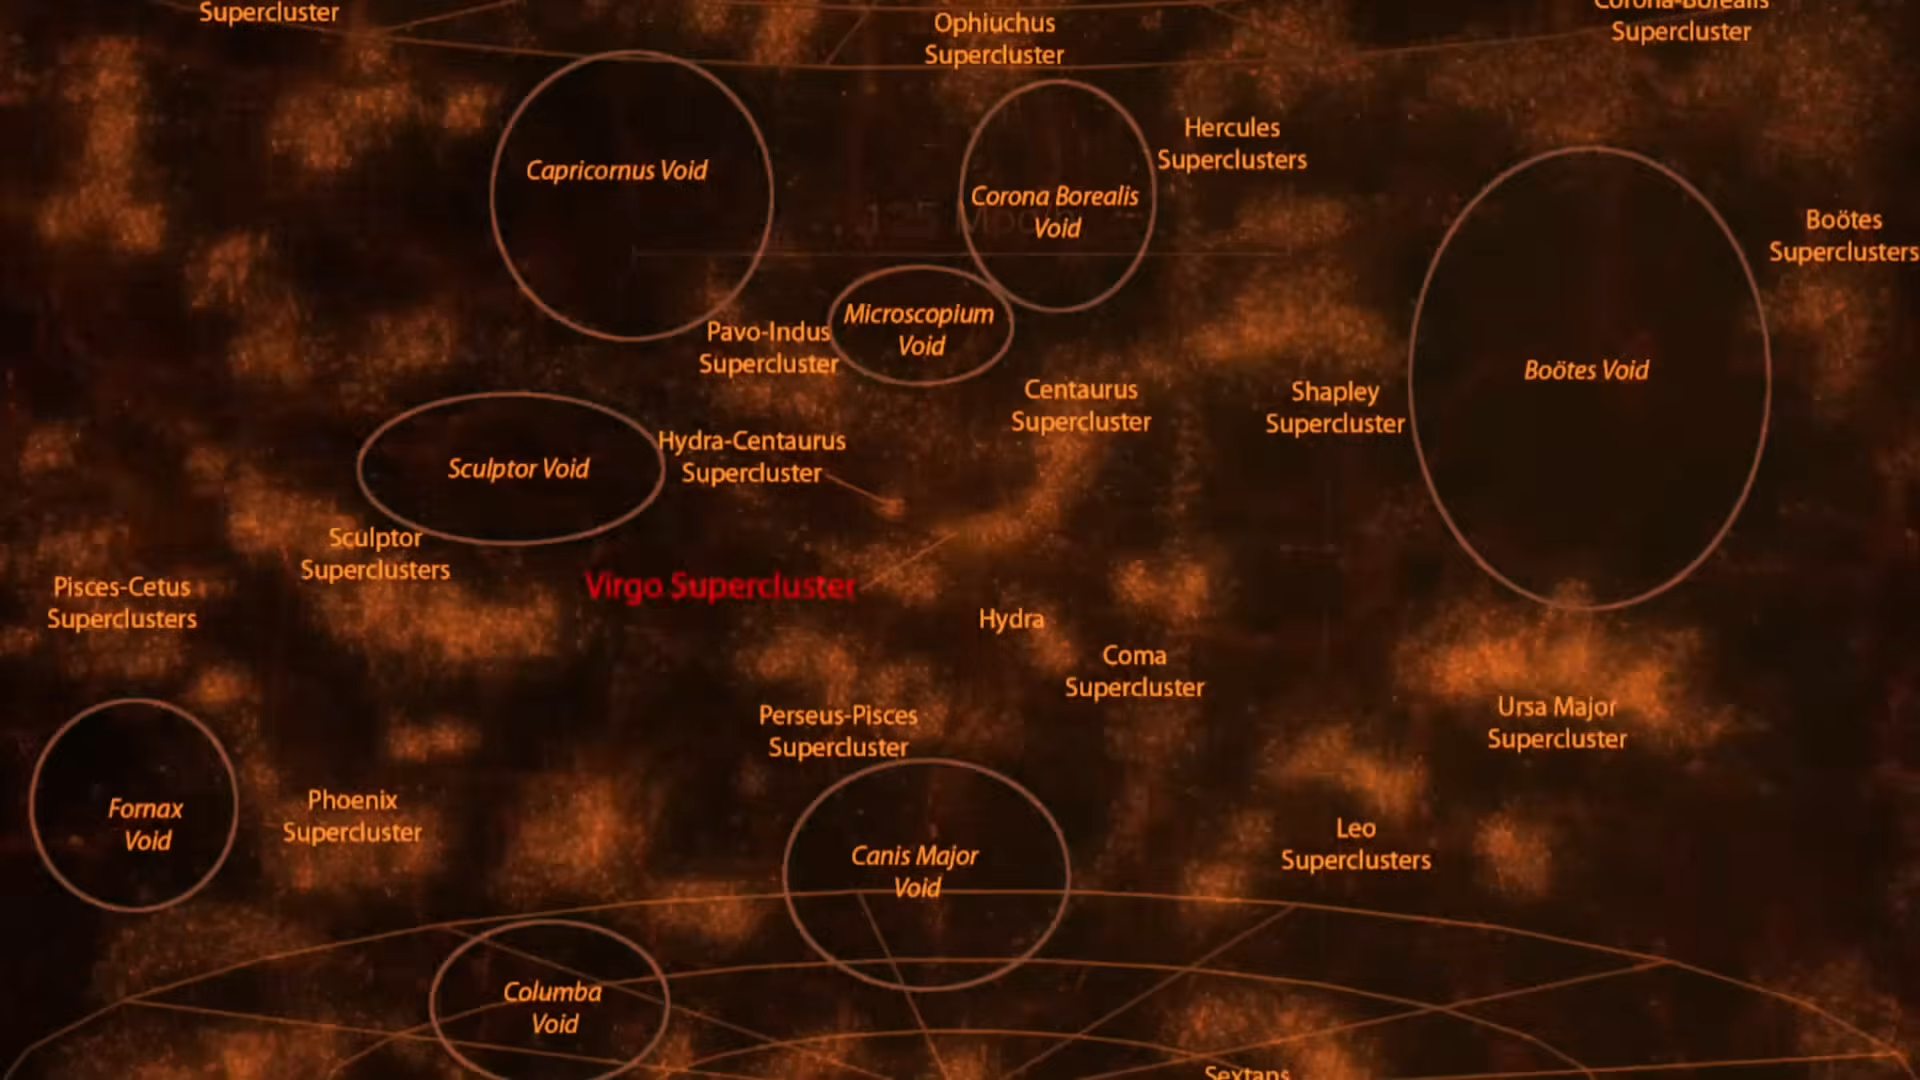 Supercluster
Ophiuchus
Supercluster
Corona-Borealis
Supercluster
Capricornus Void
Corona Borealis
Void
Hercules
Superclusters
Boötes
Superclusters
Pavo-Indus
Supercluster
Microscopium
Void
Centaurus
Supercluster
Shapley
Supercluster
Boötes Void
Sculptor Void
Hydra-Centaurus
Supercluster
Sculptor
Superclusters
Pisces-Cetus
Superclusters
Virgo Supercluster
Hydra
Coma
Supercluster
Perseus-Pisces
Supercluster
Ursa Major
Supercluster
Fornax
Void
Phoenix
Supercluster
Canis Major
Void
Leo
Superclusters
Columba
Void
Sextans